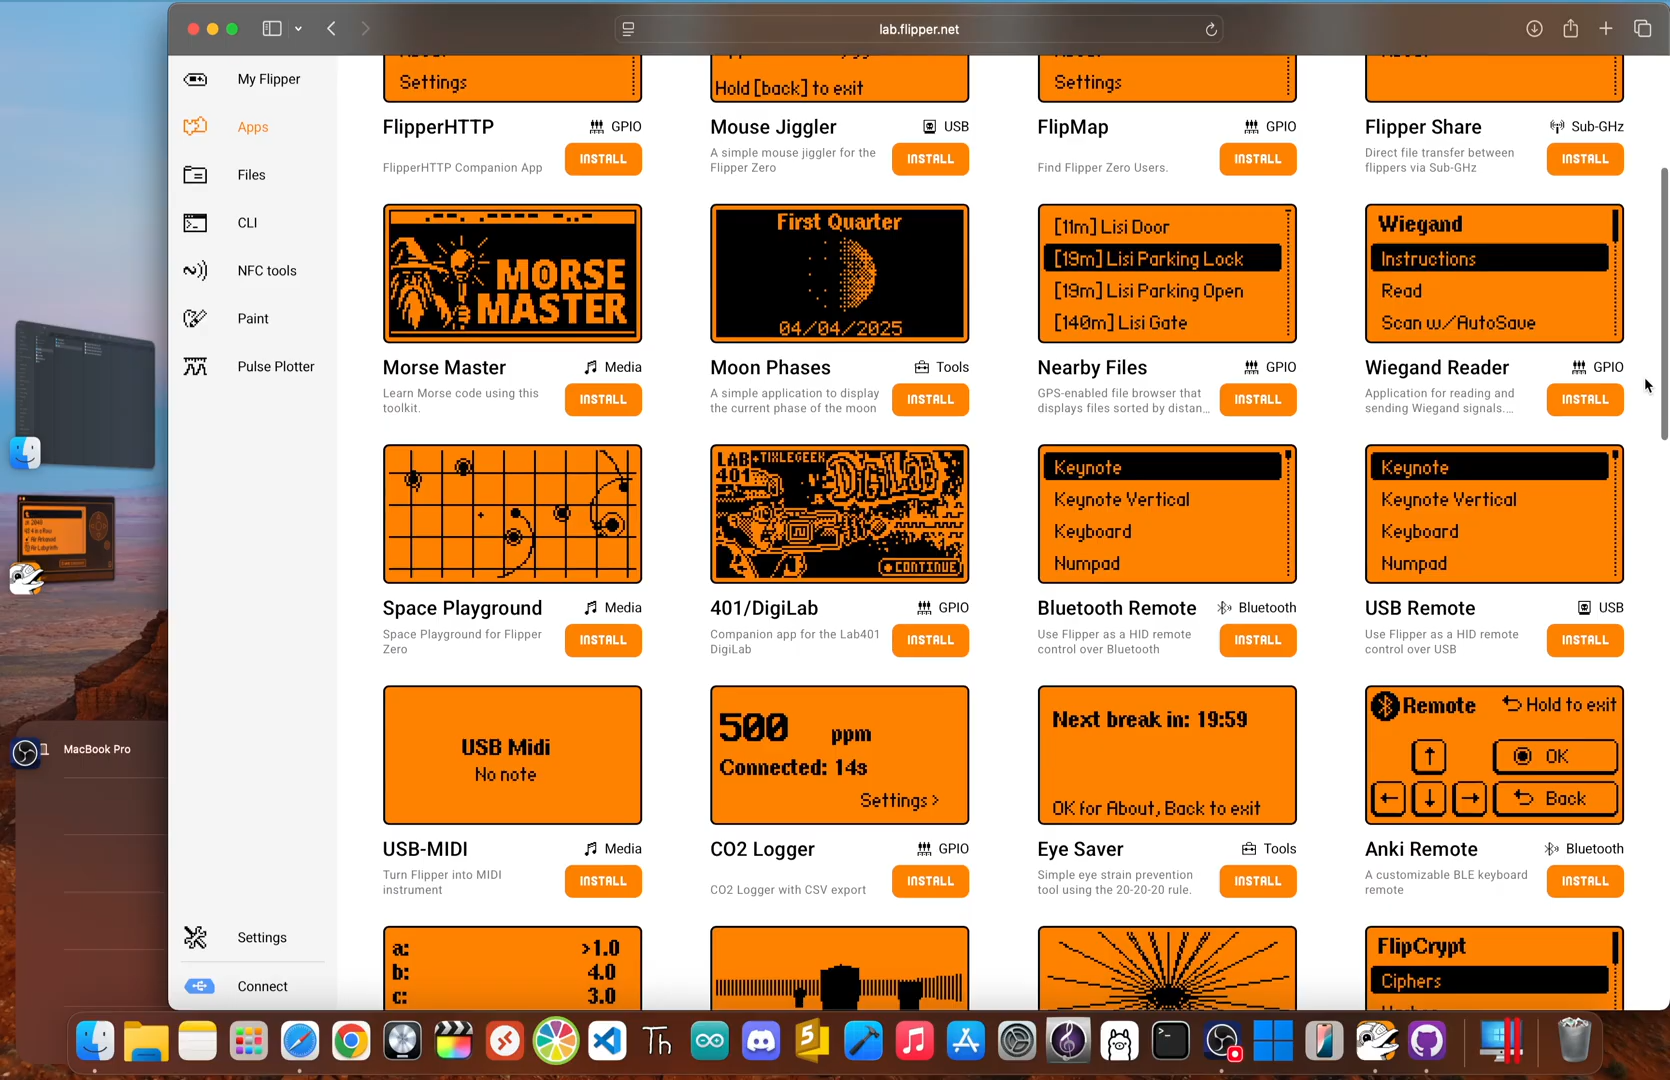 lab.flipper.net
My Flipper
Apps
Files
CLI
NFC tools
Paint
Pulse Plotter
Settings
Connect
MacBook Pro
Settings
Hold [back] to exit
Settings
FlipperHTTP
GPIO
FlipperHTTP Companion App
INSTALL
Mouse Jiggler
USB
A simple mouse jiggler for the
Flipper Zero
INSTALL
FlipMap
GPIO
Find Flipper Zero Users.
INSTALL
Flipper Share
Sub-GHz
Direct file transfer between
flippers via Sub-GHz
INSTALL
MORSE
MASTER
Morse Master
Media
Learn Morse code using this
toolkit.
INSTALL
First Quarter
04/04/2025
Moon Phases
Tools
A simple application to display
the current phase of the moon
INSTALL
[11m] Lisi Door
[19m] Lisi Parking Lock
[19m] Lisi Parking Open
[140m] Lisi Gate
Nearby Files
GPIO
GPS-enabled file browser that
displays files sorted by distan...
INSTALL
Wiegand
Instructions
Read
Scan w/AutoSave
Wiegand Reader
GPIO
Application for reading and
sending Wiegand signals....
INSTALL
Space Playground
Media
Space Playground for Flipper
Zero
INSTALL
LAB +TIXLEGEEK
401
DIGILAB
CONTINUE
401/DigiLab
GPIO
Companion app for the Lab401
DigiLab
INSTALL
Keynote
Keynote Vertical
Keyboard
Numpad
Bluetooth Remote
Bluetooth
Use Flipper as a HID remote
control over Bluetooth
INSTALL
Keynote
Keynote Vertical
Keyboard
Numpad
USB Remote
USB
Use Flipper as a HID remote
control over USB
INSTALL
USB Midi
No note
USB-MIDI
Media
Turn Flipper into MIDI
instrument
INSTALL
500 ppm
Connected: 14s
Settings >
CO2 Logger
GPIO
CO2 Logger with CSV export
INSTALL
Next break in: 19:59
OK for About, Back to exit
Eye Saver
Tools
Simple eye strain prevention
tool using the 20-20-20 rule.
INSTALL
Remote
Hold to exit
OK
Back
Anki Remote
Bluetooth
A customizable BLE keyboard
remote
INSTALL
a: >1.0
b: 4.0
c: 3.0
FlipCrypt
Ciphers
Th
5